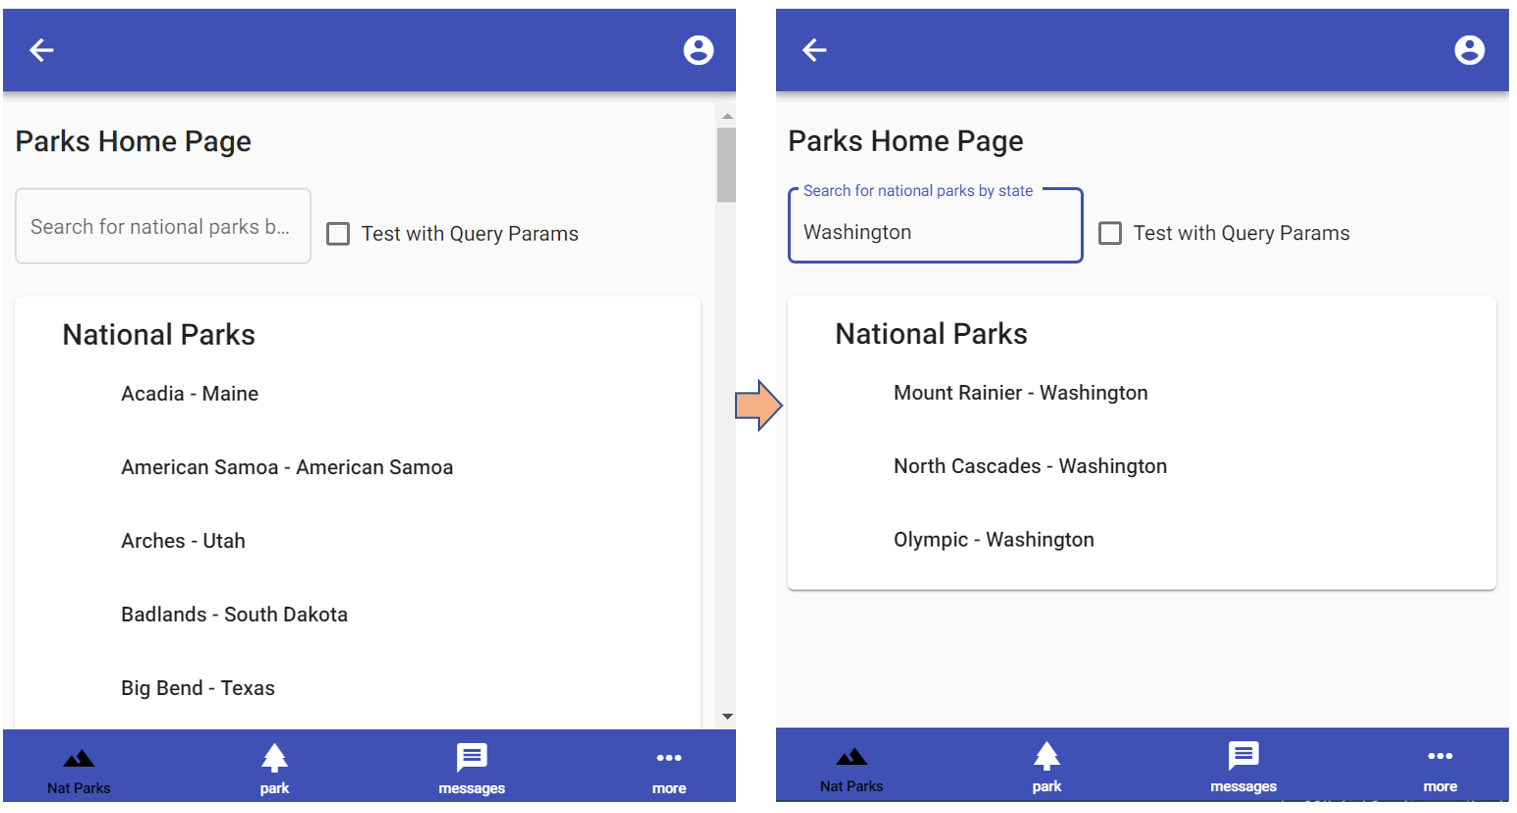 Parks Home Page
Search for national parks b...
Test with Query Params
National Parks
Acadia - Maine
American Samoa - American Samoa
Arches - Utah
Badlands - South Dakota
Big Bend - Texas
Nat Parks
park
messages
more
Parks Home Page
Search for national parks by state
Washington
Test with Query Params
National Parks
Mount Rainier - Washington
North Cascades - Washington
Olympic - Washington
Nat Parks
park
messages
more